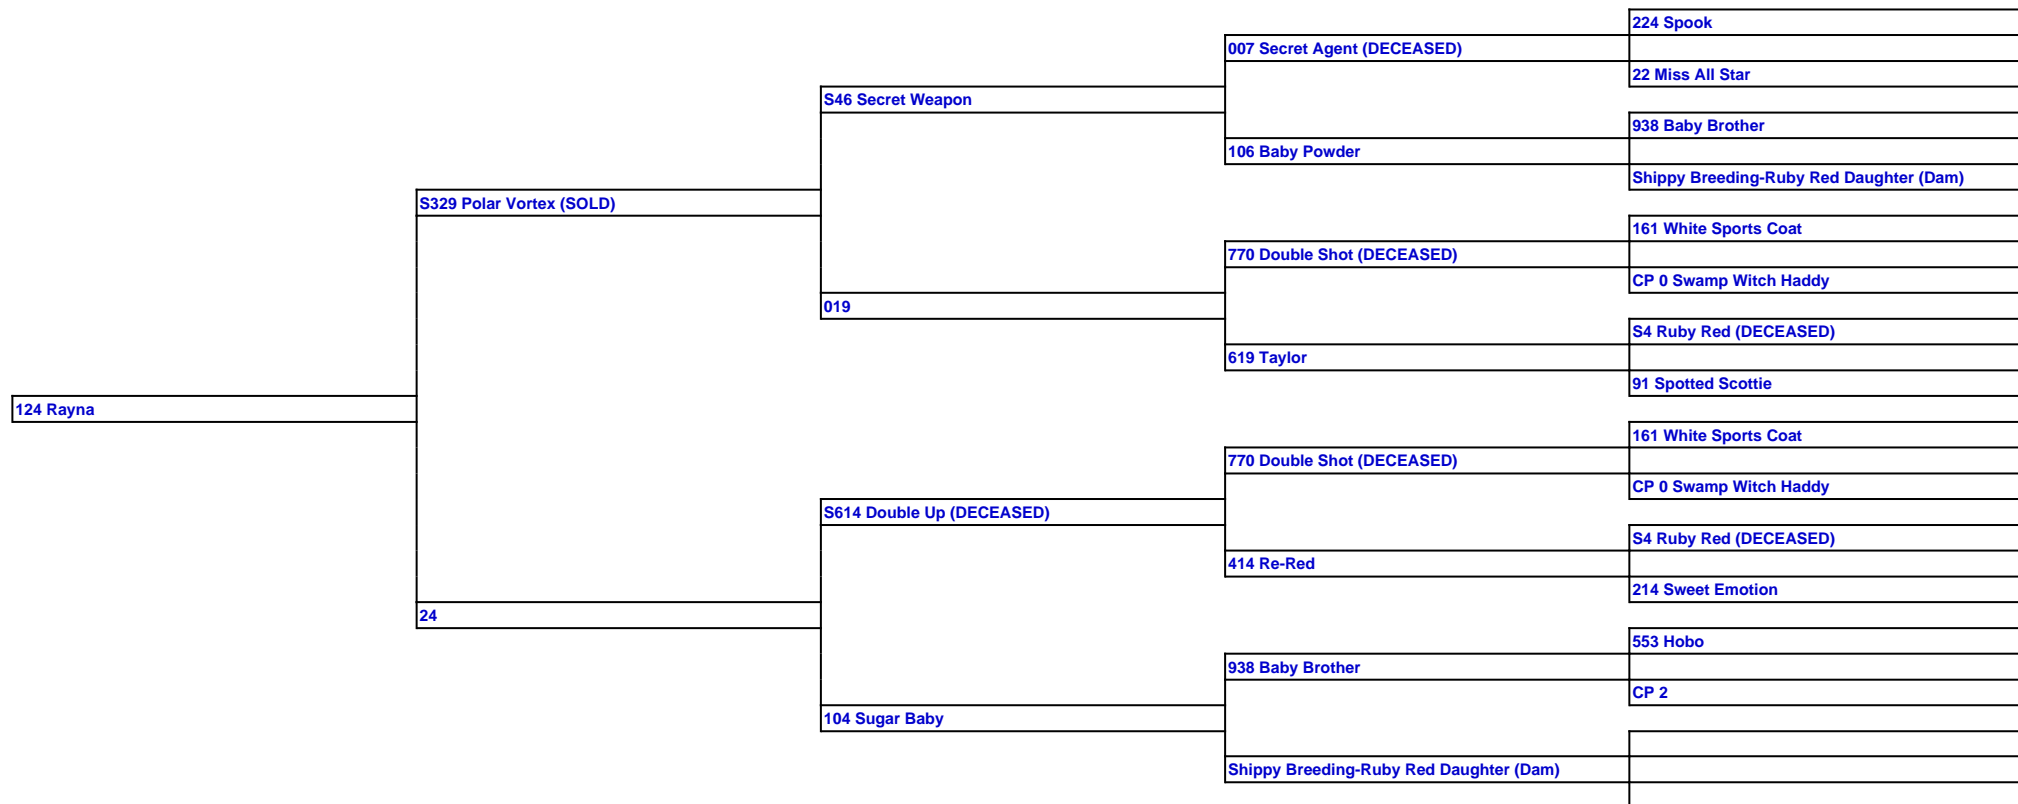 224 Spook
007 Secret Agent (DECEASED)
22 Miss All Star
S46 Secret Weapon
938 Baby Brother
106 Baby Powder
Shippy Breeding-Ruby Red Daughter (Dam)
S329 Polar Vortex (SOLD)
161 White Sports Coat
770 Double Shot (DECEASED)
CP 0 Swamp Witch Haddy
019
S4 Ruby Red (DECEASED)
619 Taylor
91 Spotted Scottie
124 Rayna
161 White Sports Coat
770 Double Shot (DECEASED)
CP 0 Swamp Witch Haddy
S614 Double Up (DECEASED)
S4 Ruby Red (DECEASED)
414 Re-Red
214 Sweet Emotion
24
553 Hobo
938 Baby Brother
CP 2
104 Sugar Baby
Shippy Breeding-Ruby Red Daughter (Dam)